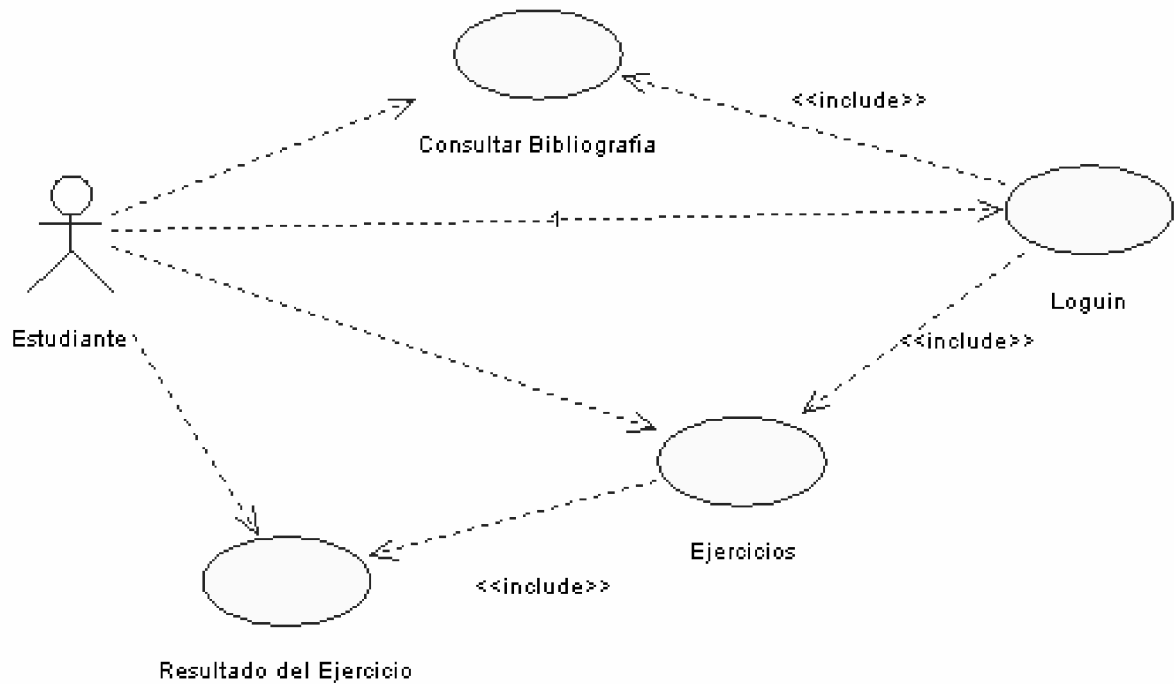 <<include>>
Consultar Bibliografía
1
Loguin
Estudiante
<<include>>
Ejercicios
<<include>>
Resultado del Ejercicio